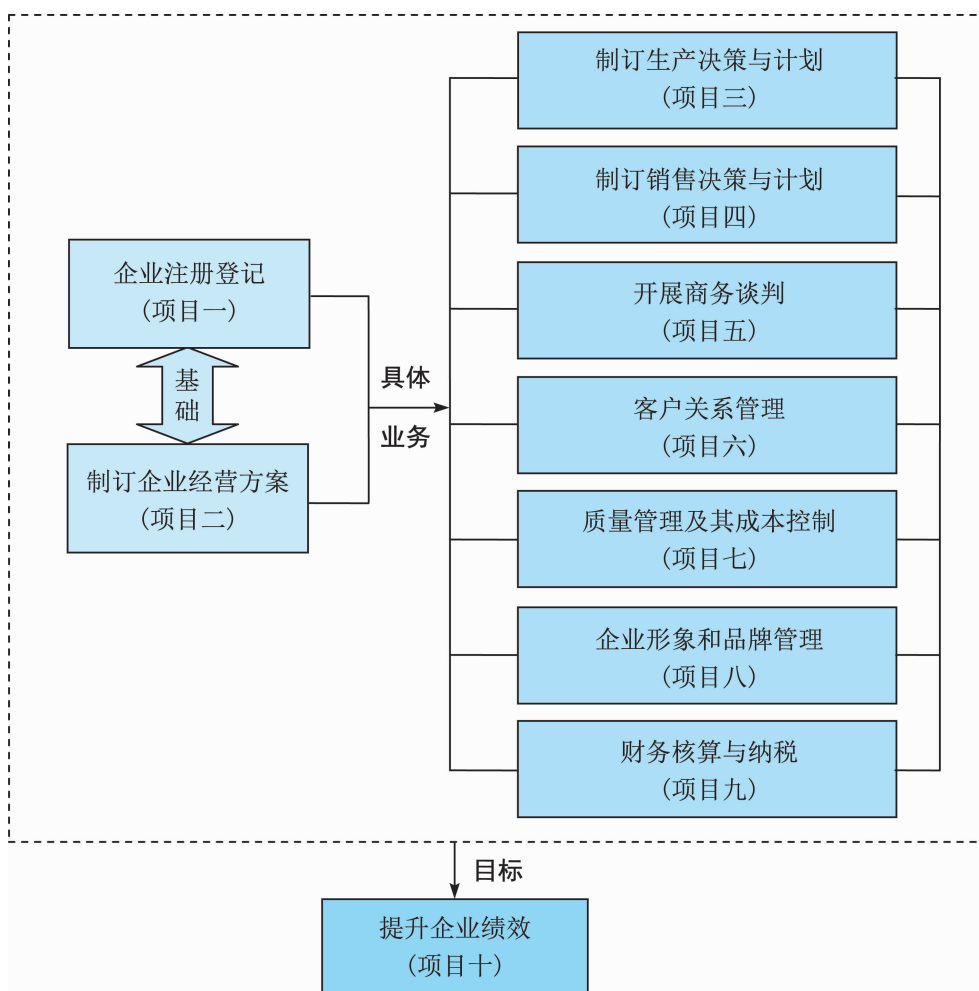 企业注册登记
(项目一)
基
础
制订企业经营方案
(项目二)
具体
业务
制订生产决策与计划
(项目三)
制订销售决策与计划
(项目四)
开展商务谈判
(项目五)
客户关系管理
(项目六)
质量管理及其成本控制
(项目七)
企业形象和品牌管理
(项目八)
财务核算与纳税
(项目九)
目标
提升企业绩效
(项目十)